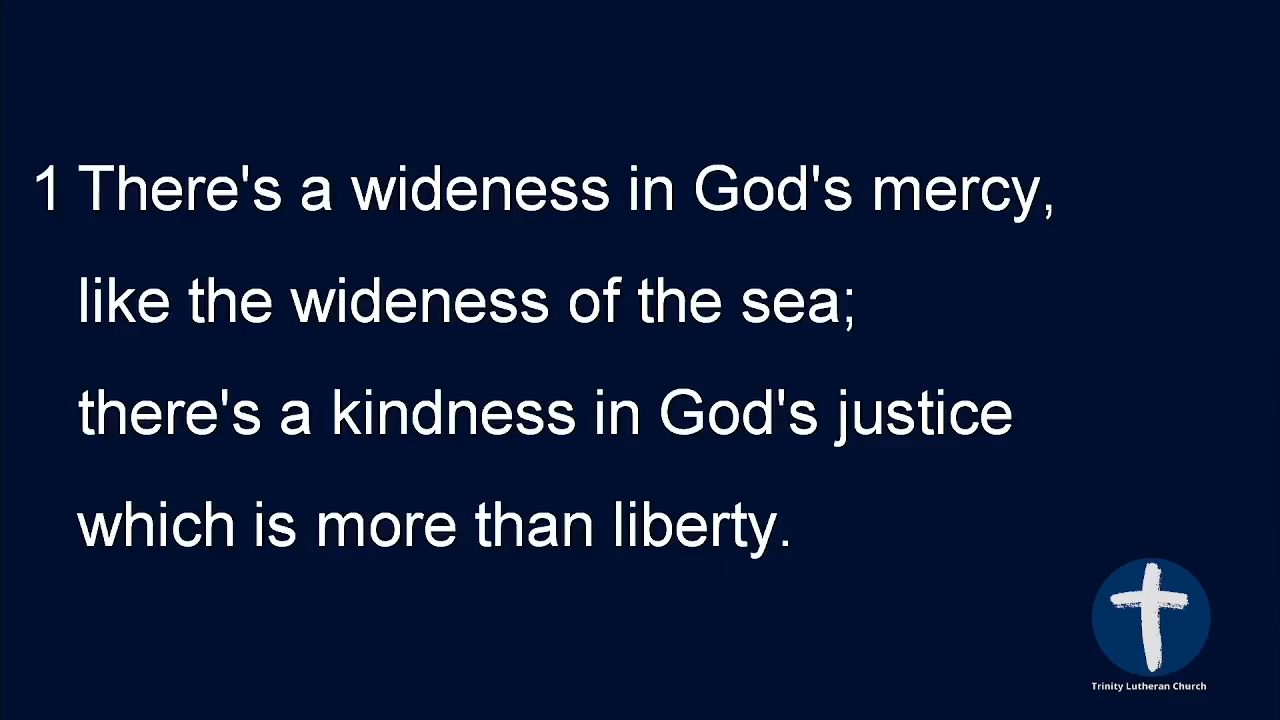 1 There's a wideness in God's mercy,
like the wideness of the sea;
there's a kindness in God's justice
which is more than liberty.
Trinity Lutheran Church